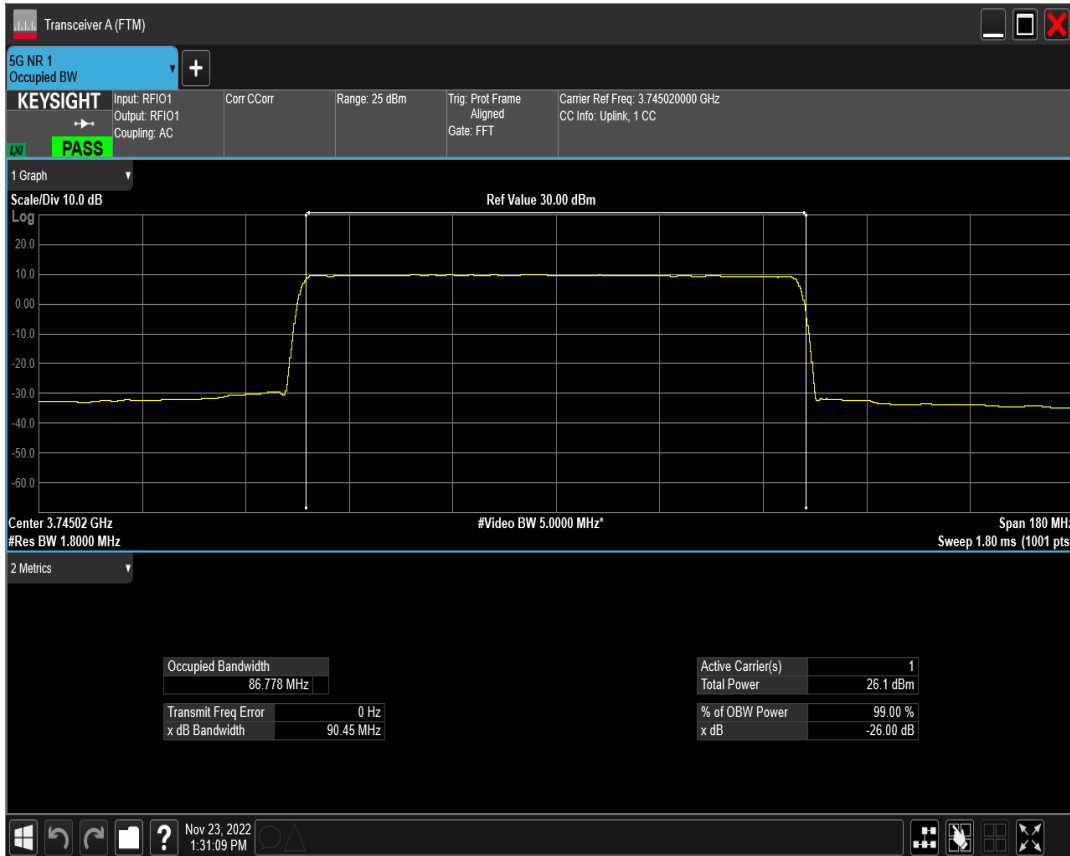 Transceiver A (FTM)
5G NR 1
Occupied BW
+
KEYSIGHT
LXI
PASS
Input: RFIO1
Output: RFIO1
Coupling: AC
Corr CCorr
Range: 25 dBm
Trig: Prot Frame
Aligned
Gate: FFT
Carrier Ref Freq: 3.745020000 GHz
CC Info: Uplink, 1 CC
1 Graph
Scale/Div 10.0 dB
Ref Value 30.00 dBm
Log
20.0
10.0
0.00
-10.0
-20.0
-30.0
-40.0
-50.0
-60.0
Center 3.74502 GHz
#Video BW 5.0000 MHz*
Span 180 MHz
#Res BW 1.8000 MHz
Sweep 1.80 ms (1001 pts
2 Metrics
Occupied Bandwidth
86.778 MHz
Transmit Freq Error 0 Hz
x dB Bandwidth 90.45 MHz
Active Carrier(s) 1
Total Power 26.1 dBm
% of OBW Power 99.00 %
x dB -26.00 dB
?
Nov 23, 2022
1:31:09 PM